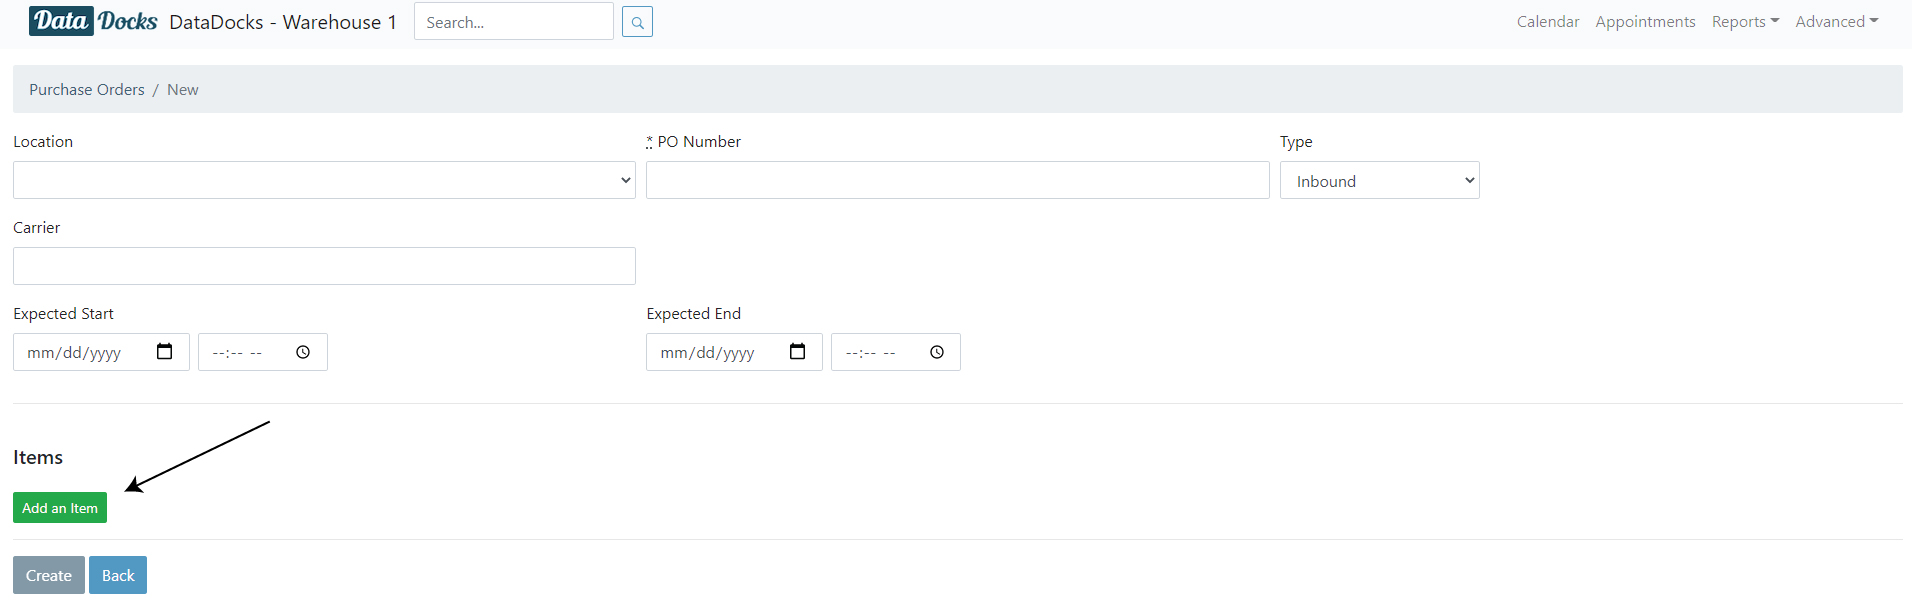 Data Docks DataDocks - Warehouse 1 Search... Calendar Appointments Reports Advanced
Purchase Orders / New
Location * PO Number Type
Inbound
Carrier
Expected Start Expected End
mm/dd/yyyy --:-- -- mm/dd/yyyy --:-- --
Items
Add an Item
Create Back